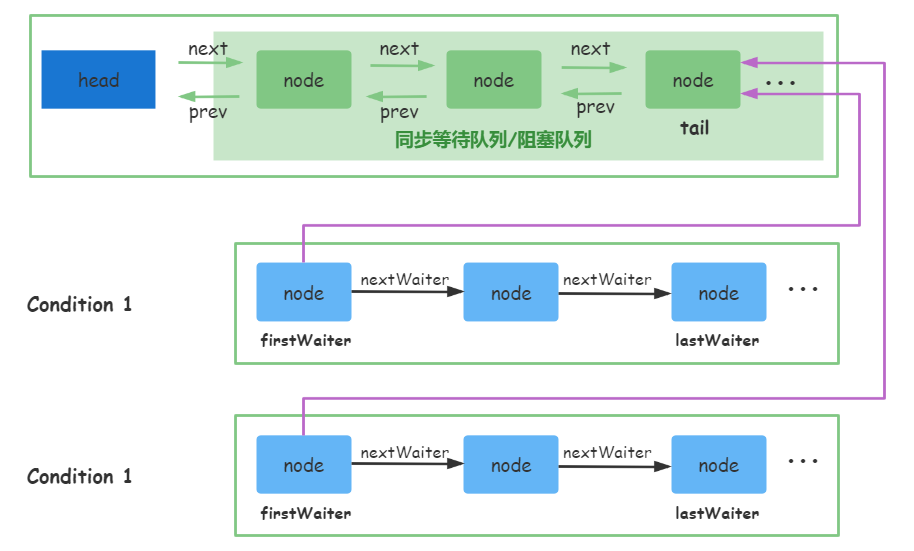 next next next
head node node node ...
prev prev prev
tail
同步等待队列/阻塞队列
nextWaiter nextWaiter
node node node ...
Condition 1
firstWaiter lastWaiter
nextWaiter nextWaiter
node node node ...
Condition 1
firstWaiter lastWaiter